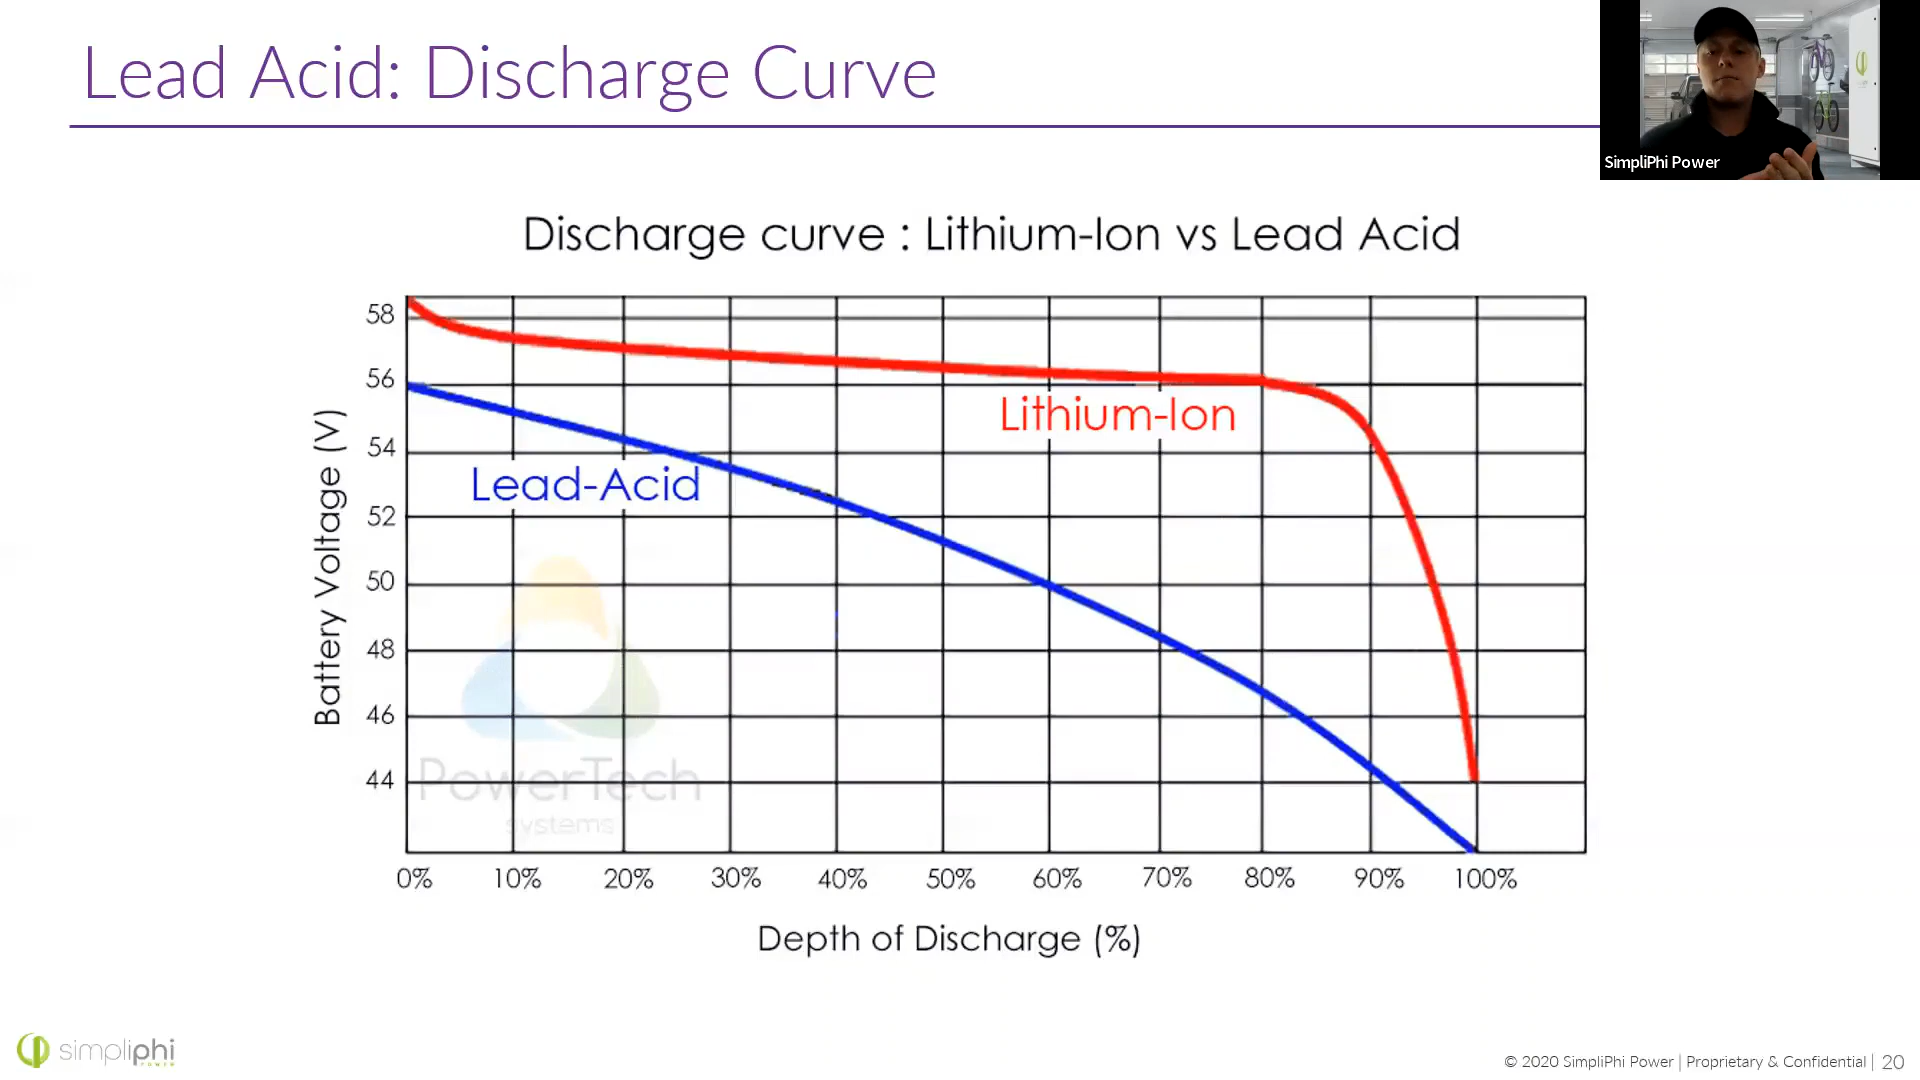 Lead Acid: Discharge Curve
SimpliPhi Power
Discharge curve : Lithium-Ion vs Lead Acid
58
56
54
52
50
48
46
44
Battery Voltage (V)
Lithium-Ion
Lead-Acid
PowerTech
systems
0% 10% 20% 30% 40% 50% 60% 70% 80% 90% 100%
Depth of Discharge (%)
simpliphi
POWER
© 2020 SimpliPhi Power | Proprietary & Confidential | 20